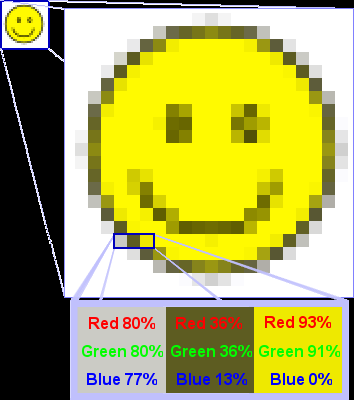 Red 80% Red 36% Red 93%
Green 80% Green 36% Green 91%
Blue 77% Blue 13% Blue 0%